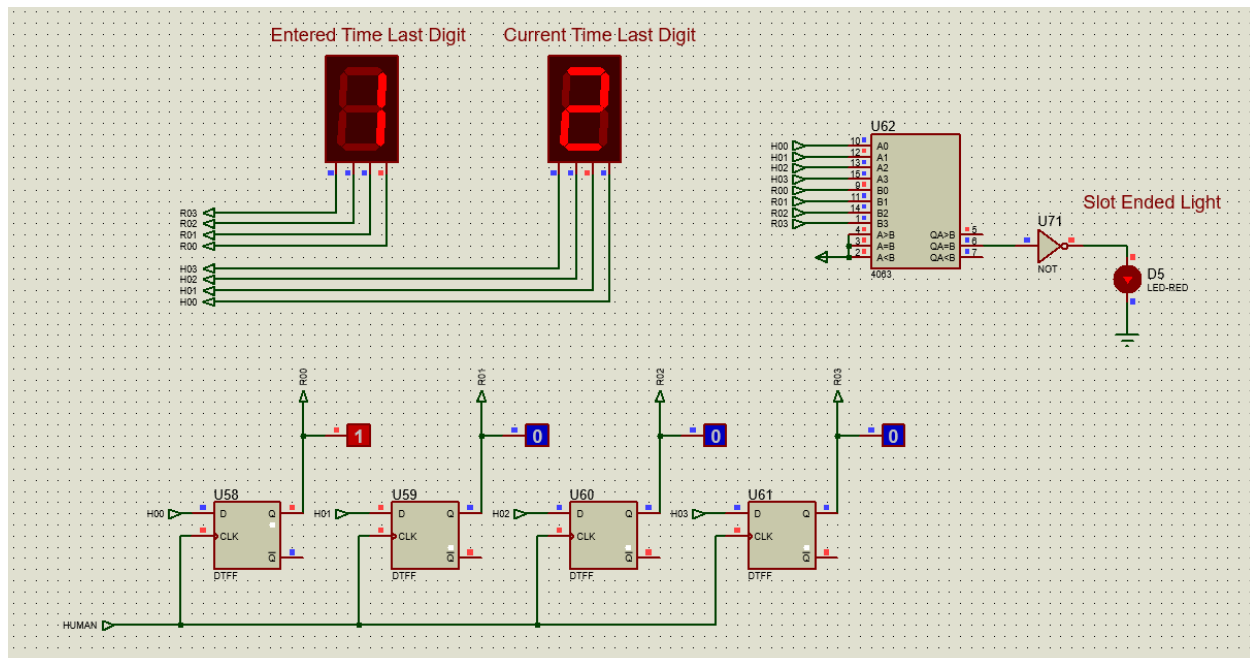 Entered Time Last Digit
Current Time Last Digit
1
2
R03
R02
R01
R00
H03
H02
H01
H00
U62
H00 10 A0
H01 12 A1
H02 13 A2
H03 15 A3
R00 9 B0
R01 11 B1
R02 14 B2
R03 1 B3
4 A>B QA>B 5
3 A=B QA=B 6
2 A<B QA<B 7
4063
U71
NOT
Slot Ended Light
D5
LED-RED
R00
R01
R02
R03
1
0
0
0
U58
U59
U60
U61
H00 D Q
H01 D Q
H02 D Q
H03 D Q
CLK
CLK
CLK
CLK
Q
Q
Q
Q
DTFF
DTFF
DTFF
DTFF
HUMAN